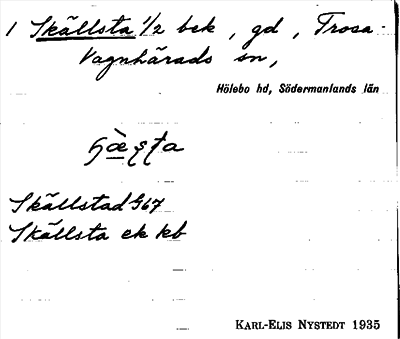 1 Skällsta 1/2 bek, gd, Trosa-
Vagnhärads sn,
Hölebo hd, Södermanlands län
Skällstad G67
Skällsta ek kb
KARL-ELIS NYSTEDT 1935